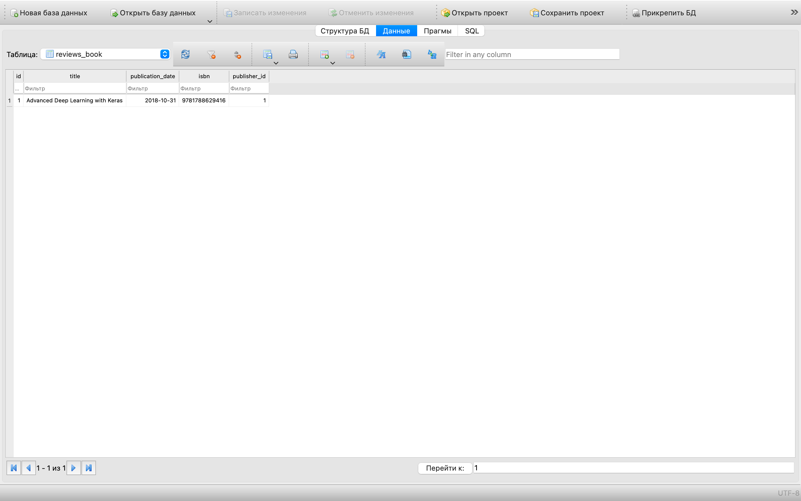 Новая база данных Открыть базу данных Записать изменения Отменить изменения Открыть проект Сохранить проект Прикрепить БД »
Структура БД Данные Прагмы SQL
Таблица: reviews_book Filter in any column
id title publication_date isbn publisher_id
... Фильтр Фильтр Фильтр Фильтр
1 1 Advanced Deep Learning with Keras 2018-10-31 9781788629416 1
1 - 1 из 1 Перейти к: 1
UTF-8